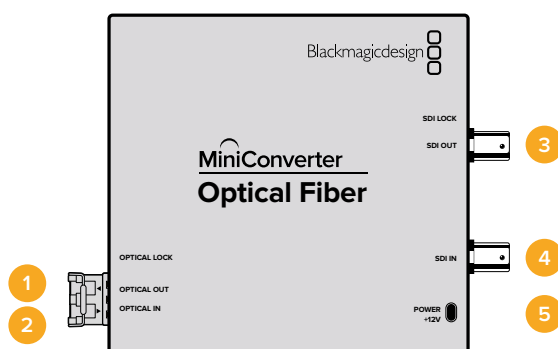 Blackmagicdesign
SDI LOCK
SDI OUT
3
MiniConverter
Optical Fiber
OPTICAL LOCK
SDI IN
4
1
OPTICAL OUT
2
OPTICAL IN
POWER
+12V
5